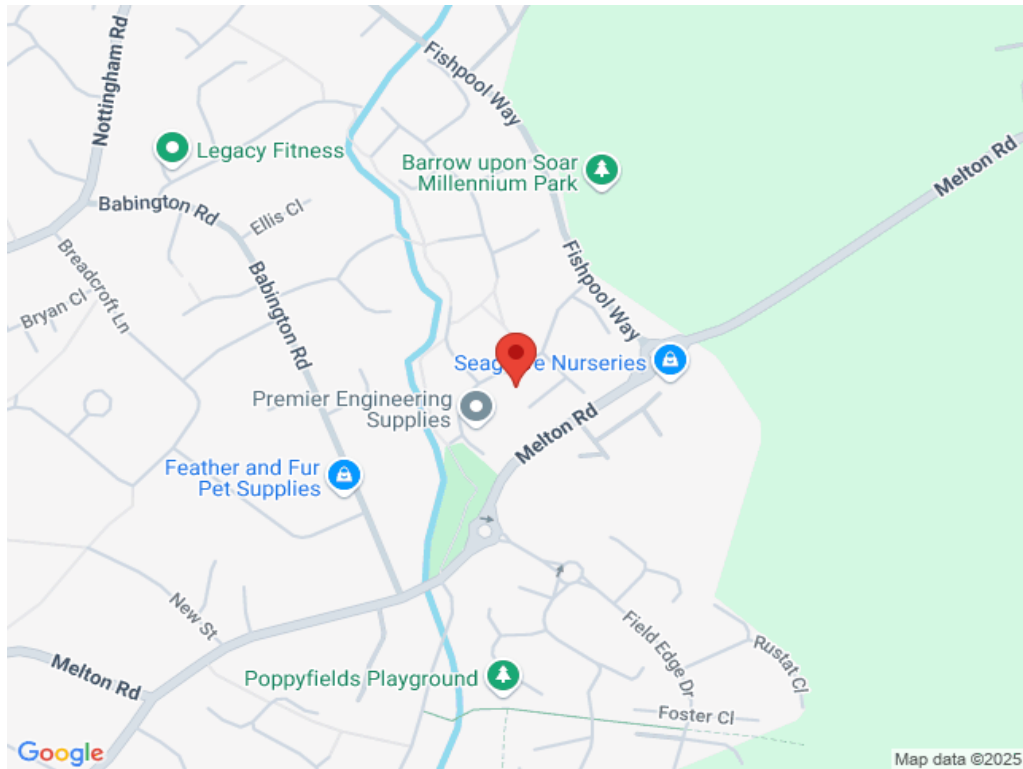 Nottingham Rd
Fishpool Way
Legacy Fitness
Barrow upon Soar
Millennium Park
Melton Rd
Babington Rd
Ellis Cl
Breadcroft Ln
Bryan Cl
Babington Rd
Fishpool Way
Nurseries
Premier Engineering
Supplies
Melton Rd
Feather and Fur
Pet Supplies
New St
Field Edge Dr
Rustat Cl
Melton Rd
Poppyfields Playground
Foster Cl
Google
Map data ©2025